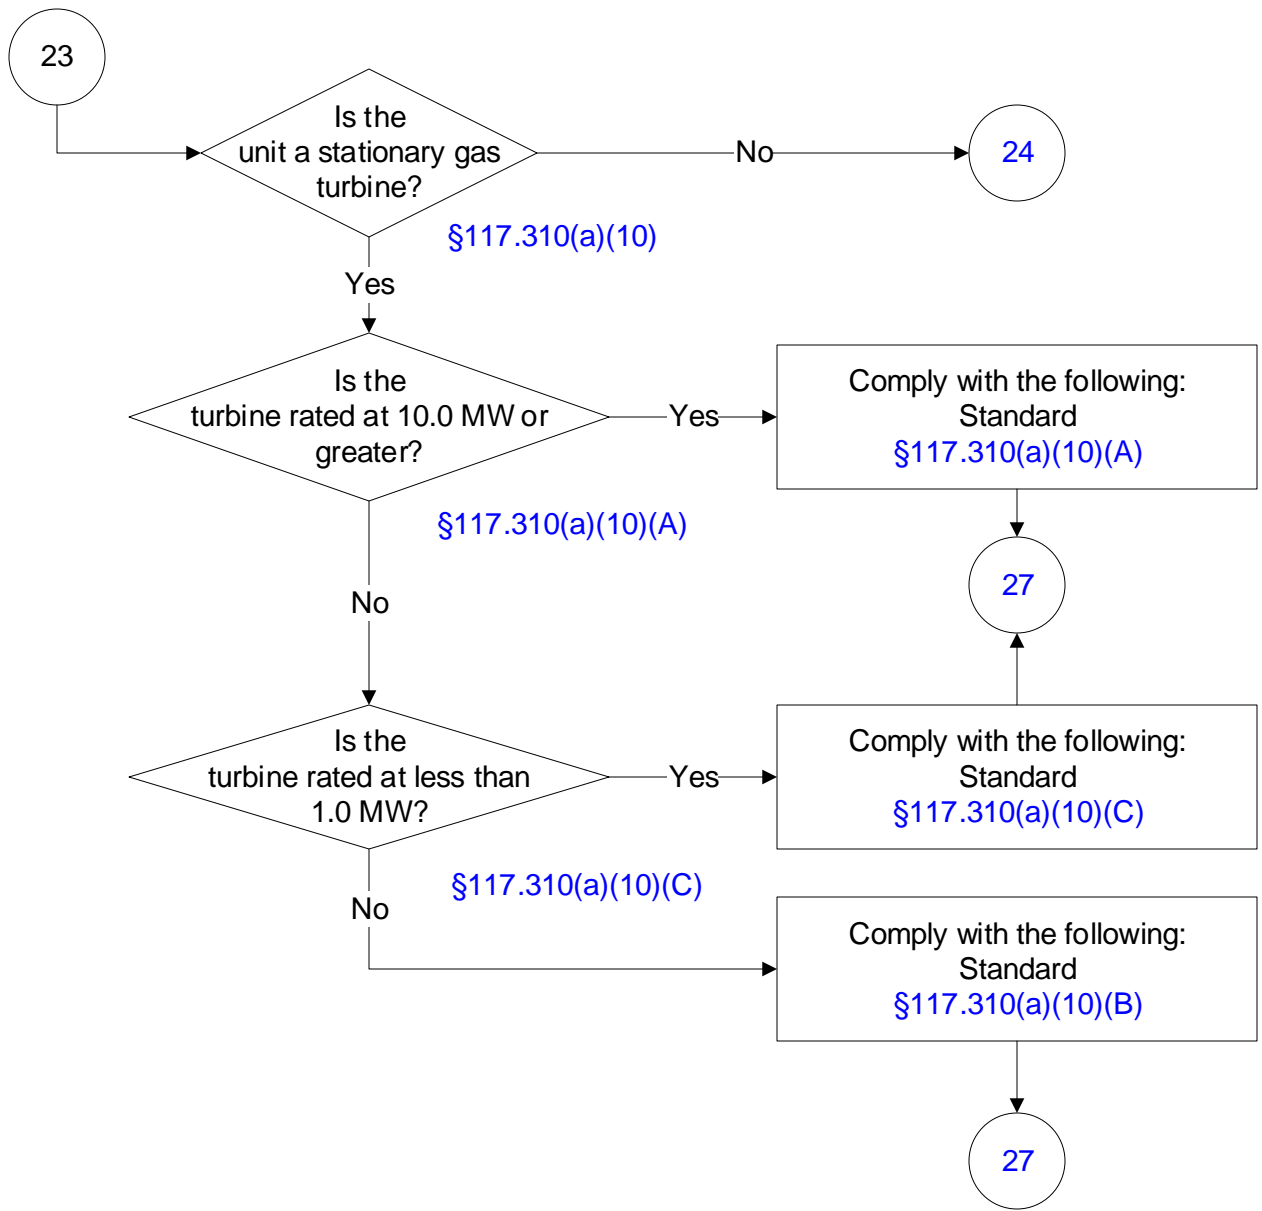 23
Is the
unit a stationary gas
turbine?
No
24
§117.310(a)(10)
Yes
Is the
turbine rated at 10.0 MW or
greater?
Yes
Comply with the following:
Standard
§117.310(a)(10)(A)
§117.310(a)(10)(A)
27
No
Is the
turbine rated at less than
1.0 MW?
Yes
Comply with the following:
Standard
§117.310(a)(10)(C)
§117.310(a)(10)(C)
No
Comply with the following:
Standard
§117.310(a)(10)(B)
27